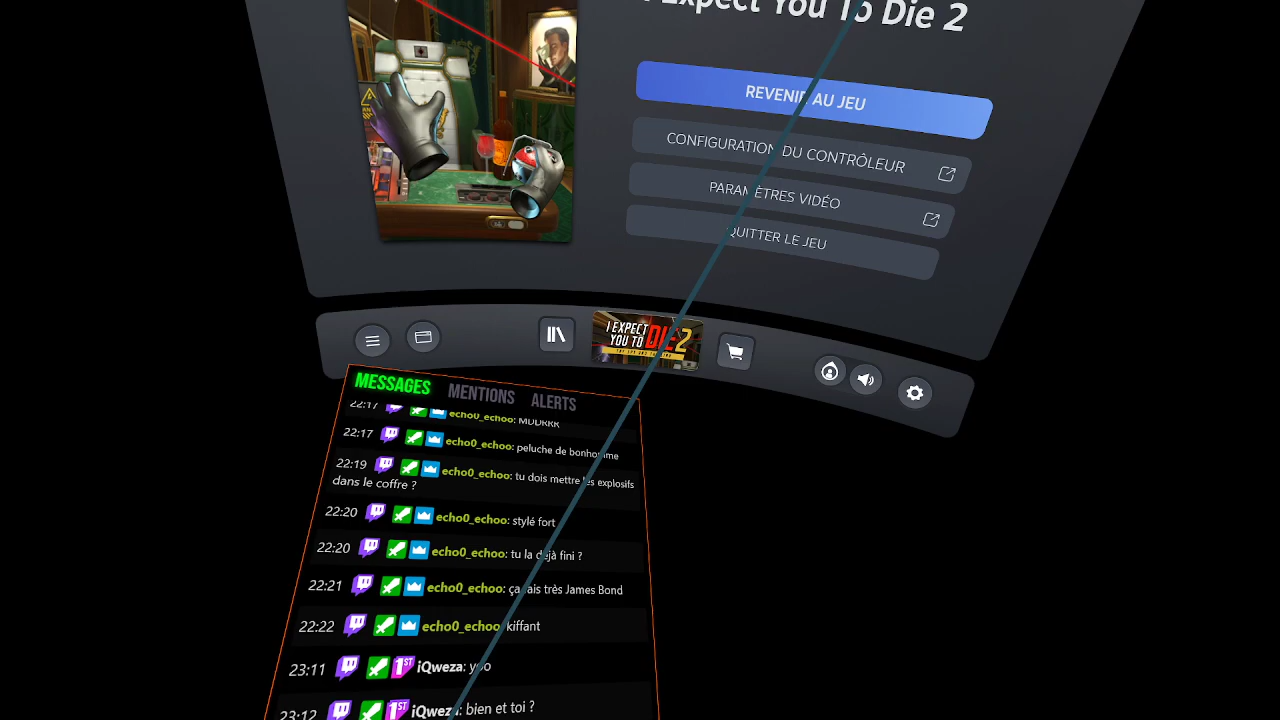 I Expect You To Die 2
REVENIR AU JEU
CONFIGURATION DU CONTRÔLEUR
PARAMÈTRES VIDÉO
QUITTER LE JEU
I EXPECT
YOU TO DIE 2
MESSAGES MENTIONS ALERTS
22:17 echo0_echoo: MDDRRR
22:17 echo0_echoo: peluche de bonhomme
22:19 echo0_echoo: tu dois mettre les explosifs
dans le coffre ?
22:20 echo0_echoo: stylé fort
22:20 echo0_echoo: tu la déjà fini ?
22:21 echo0_echoo: ça fais très James Bond
22:22 echo0_echoo: kiffant
23:11 1ST iQweza: yoo
23:12 1ST iQweza: bien et toi ?